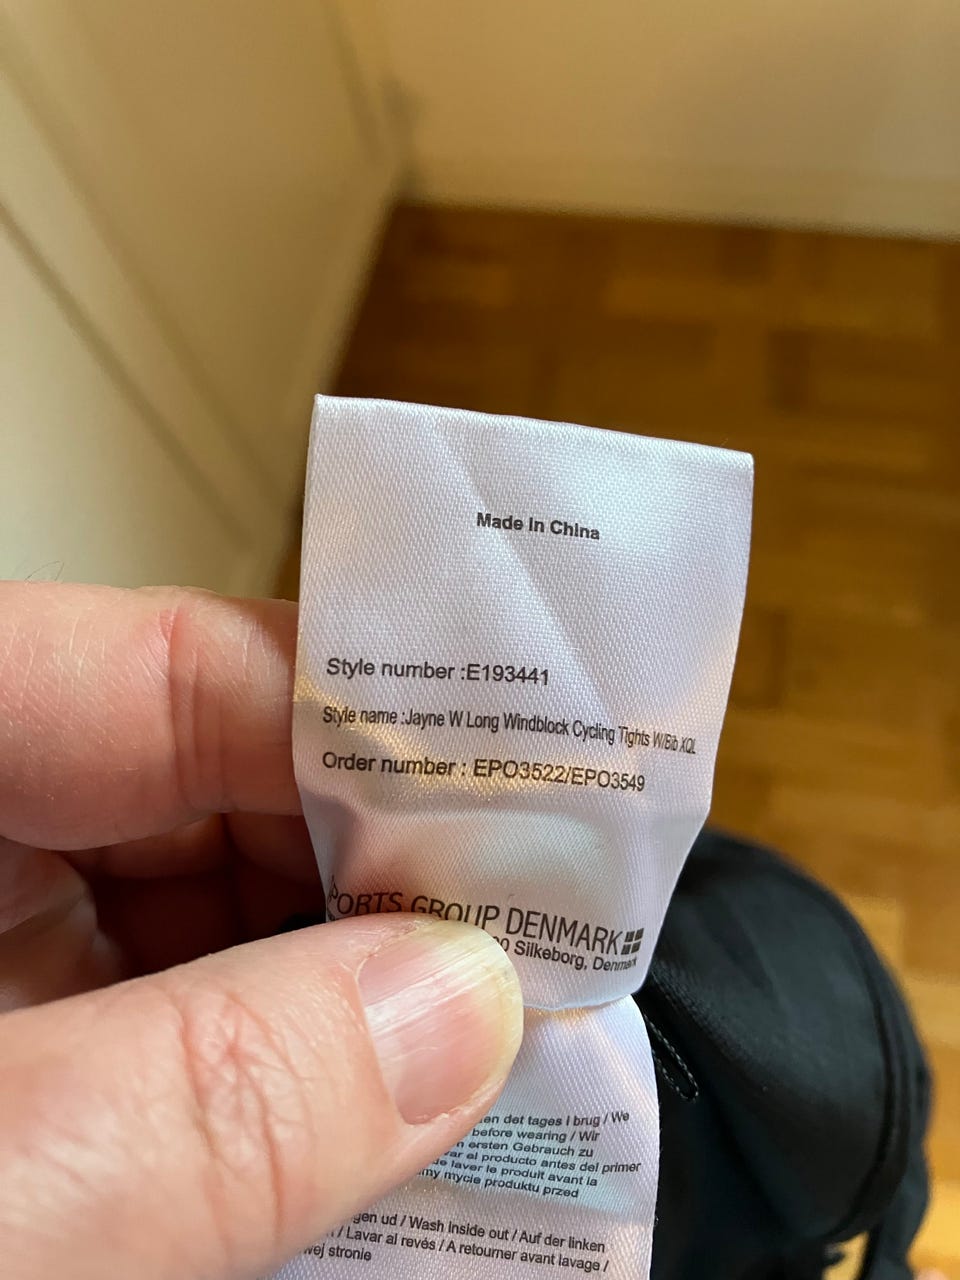 Made In China
Style number :E193441
Style name :Jayne W Long Windblock Cycling Tights W/Bib XQL
Order number : EPO3522/EPO3549
PORTS GROUP DENMARK
Silkeborg, Denmark
det tages i brug / We
before wearing / Wir
ersten Gebrauch zu
al producto antes del primer
laver le produit avant la
mycie produktu przed
ud / Wash Inside out / Auf der linken
/ Lavar al revés / A retourner avant lavage /
stronie